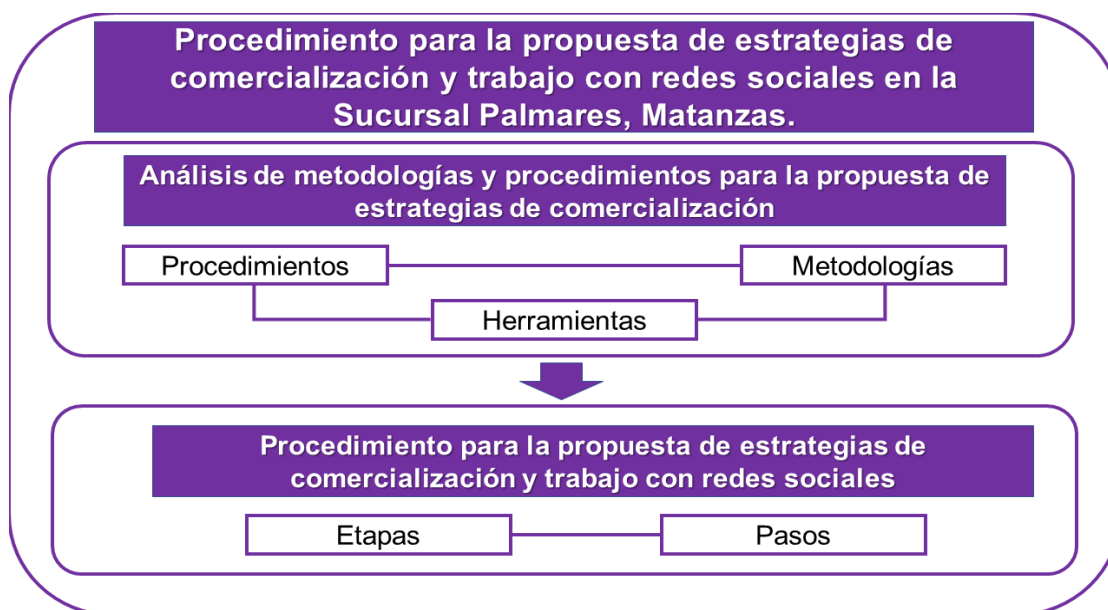 Procedimiento para la propuesta de estrategias de
comercialización y trabajo con redes sociales en la
Sucursal Palmares, Matanzas.
Análisis de metodologías y procedimientos para la propuesta de
estrategias de comercialización
Procedimientos
Metodologías
Herramientas
Procedimiento para la propuesta de estrategias de
comercialización y trabajo con redes sociales
Etapas
Pasos